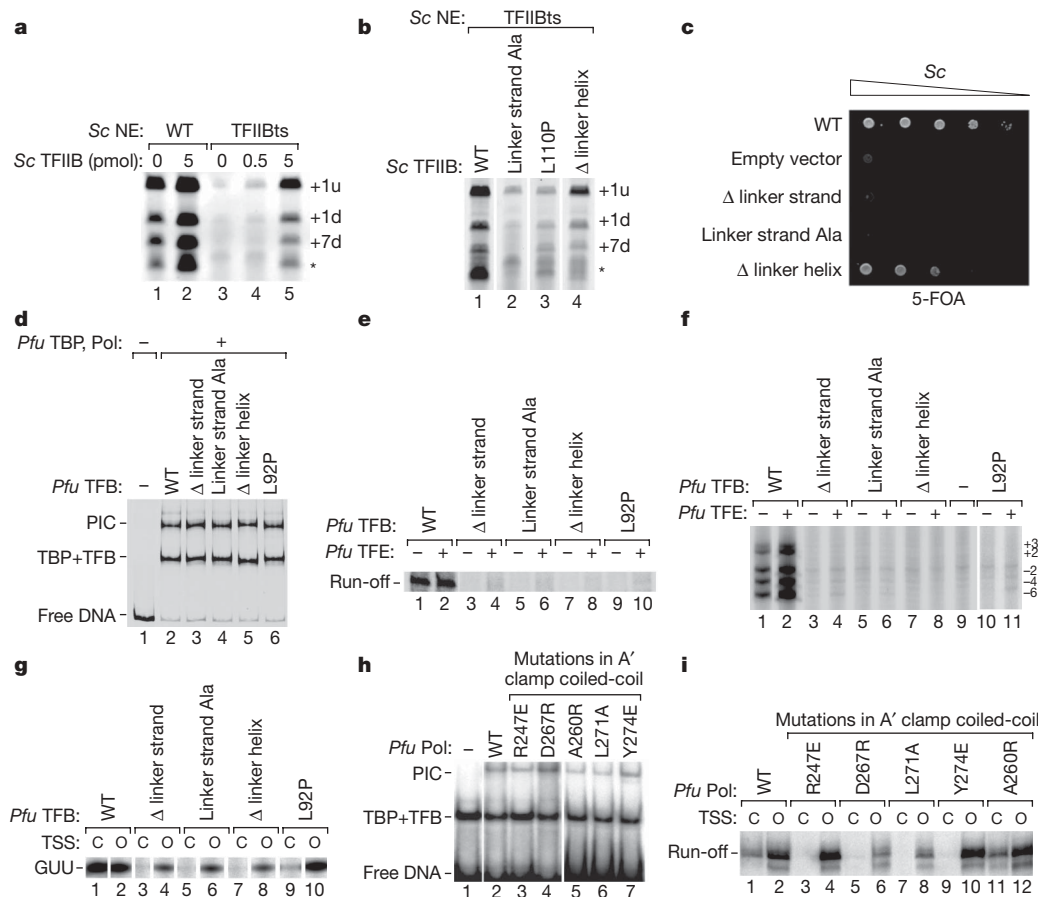 a
Sc NE: WT TFIIBts
Sc TFIIB (pmol): 0 5 0 0.5 5
+1u
+1d
+7d
*
1 2 3 4 5
b
Sc NE: TFIIBts
Sc TFIIB: WT Linker strand Ala L110P Δ linker helix
+1u
+1d
+7d
*
1 2 3 4
c
Sc
WT
Empty vector
Δ linker strand
Linker strand Ala
Δ linker helix
5-FOA
d
Pfu TBP, Pol: – +
Pfu TFB: – WT Δ linker strand Linker strand Ala Δ linker helix L92P
PIC
TBP+TFB
Free DNA
1 2 3 4 5 6
e
Pfu TFB: WT Δ linker strand Linker strand Ala Δ linker helix L92P
Pfu TFE: – + – + – + – + – +
Run-off
1 2 3 4 5 6 7 8 9 10
f
Pfu TFB: WT Δ linker strand Linker strand Ala Δ linker helix – L92P
Pfu TFE: – + – + – + – + – – +
+3
+2
–2
–4
–6
1 2 3 4 5 6 7 8 9 10 11
g
Pfu TFB: WT Δ linker strand Linker strand Ala Δ linker helix L92P
TSS: C O C O C O C O C O
GUU
1 2 3 4 5 6 7 8 9 10
h
Mutations in A′
clamp coiled-coil
Pfu Pol: – WT R247E D267R A260R L271A Y274E
PIC
TBP+TFB
Free DNA
1 2 3 4 5 6 7
i
Mutations in A′ clamp coiled-coil
Pfu Pol: WT R247E D267R L271A Y274E A260R
TSS: C O C O C O C O C O C O
Run-off
1 2 3 4 5 6 7 8 9 10 11 12